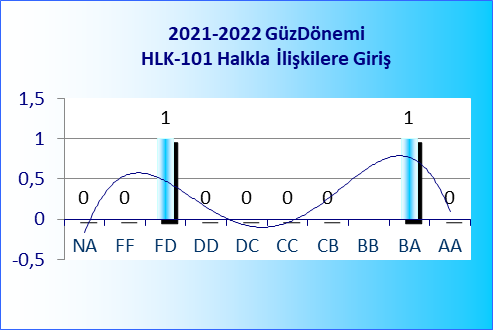 2021-2022 GüzDönemi
HLK-101 Halkla İlişkilere Giriş
1,5
1
0,5
0
-0,5
0 0 1 0 0 0 0 1 0
NA FF FD DD DC CC CB BB BA AA